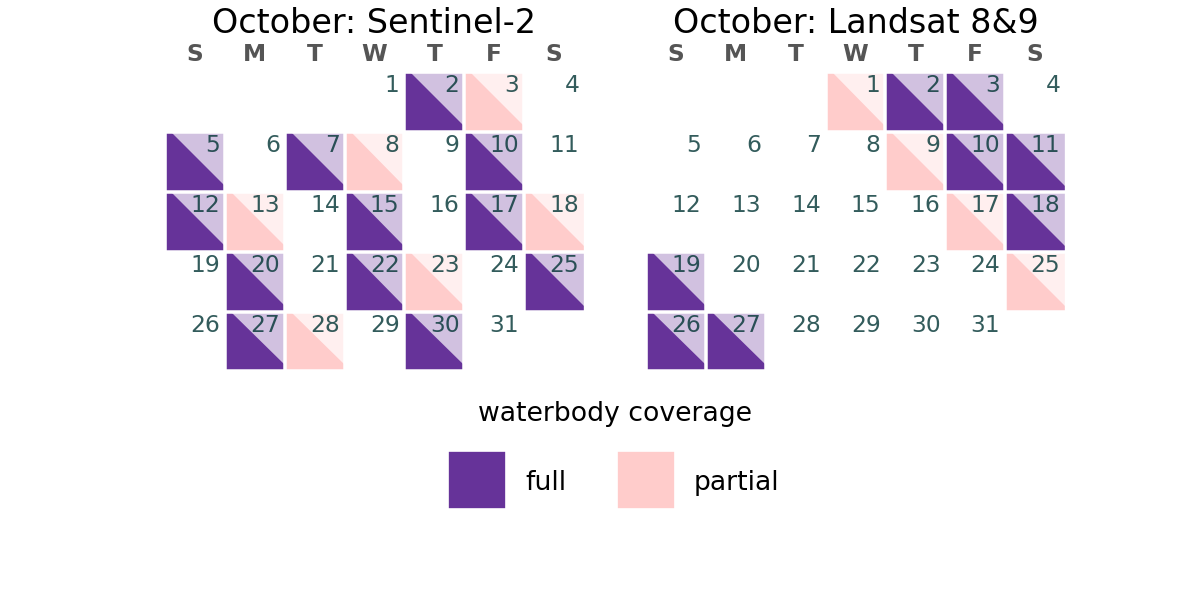 October: Sentinel-2
S M T W T F S
1 2 3 4
5 6 7 8 9 10 11
12 13 14 15 16 17 18
19 20 21 22 23 24 25
26 27 28 29 30 31
October: Landsat 8&9
S M T W T F S
1 2 3 4
5 6 7 8 9 10 11
12 13 14 15 16 17 18
19 20 21 22 23 24 25
26 27 28 29 30 31
waterbody coverage
full partial